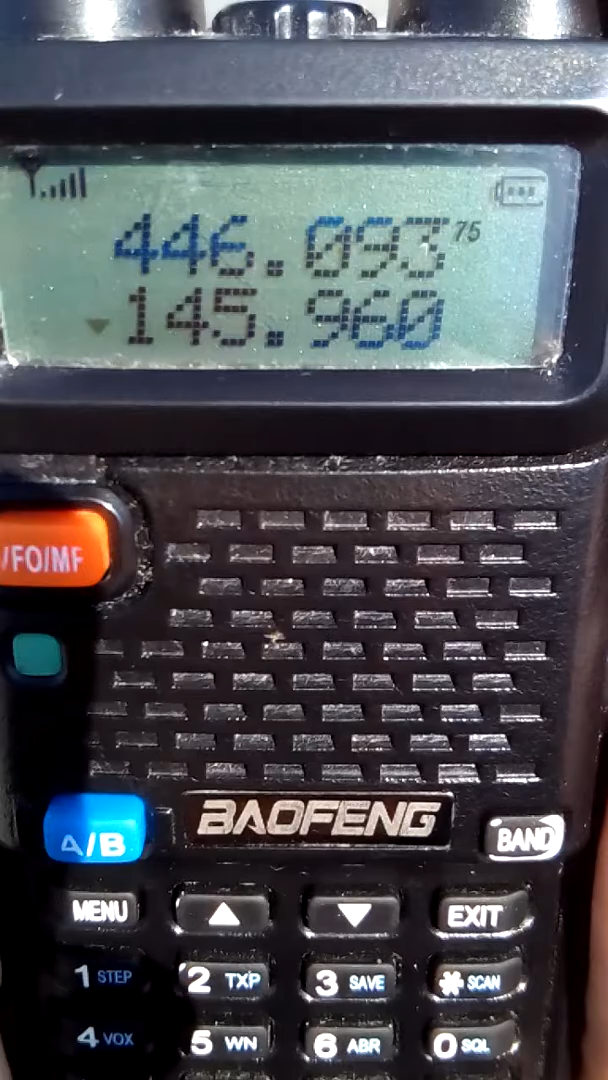 446.093 75
145.960
/FO/MF
BAOFENG
A/B
BAND
MENU ▲ ▼ EXIT
1 STEP 2 TXP 3 SAVE * SCAN
4 VOX 5 WN 6 ABR 0 SQL